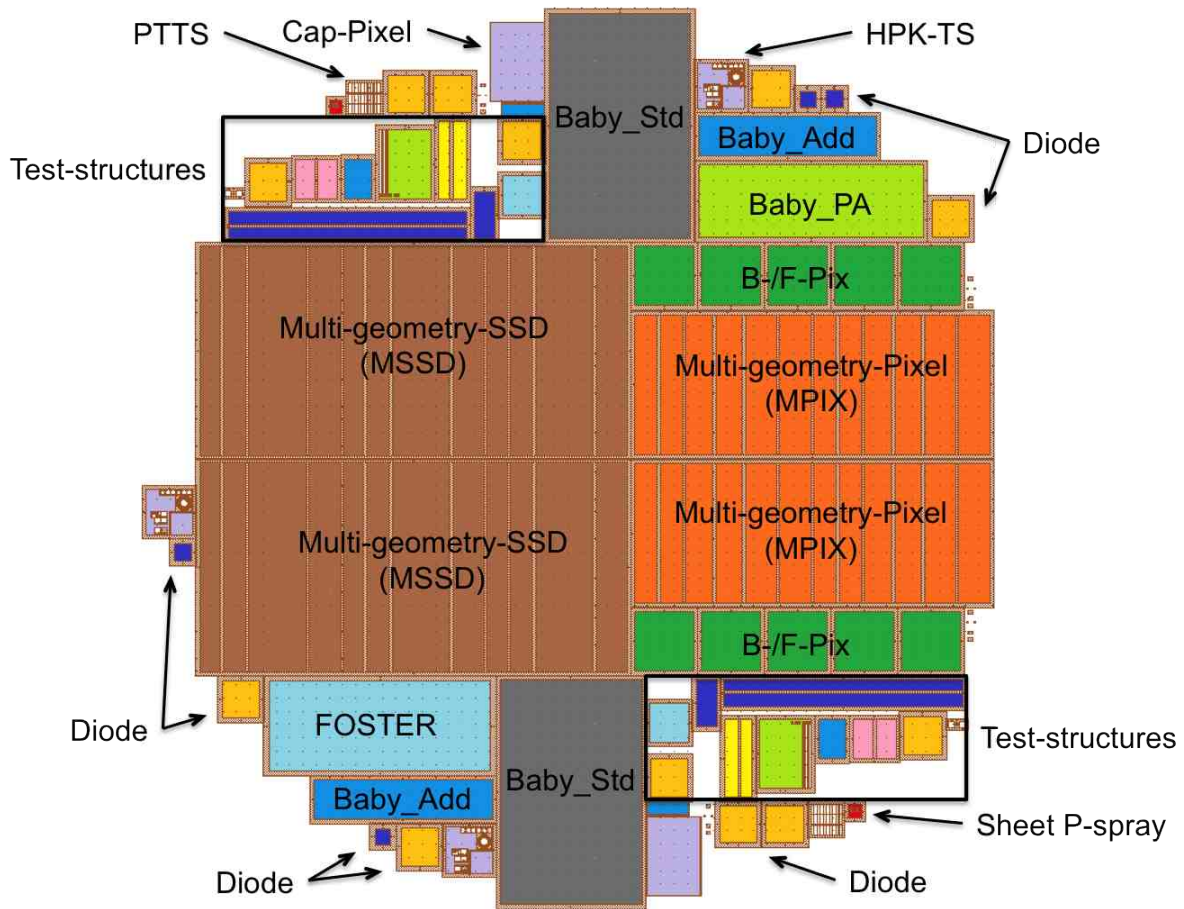 PTTS
Cap-Pixel
HPK-TS
Baby_Std
Baby_Add
Diode
Test-structures
Baby_PA
B-/F-Pix
Multi-geometry-SSD
(MSSD)
Multi-geometry-Pixel
(MPIX)
Multi-geometry-SSD
(MSSD)
Multi-geometry-Pixel
(MPIX)
B-/F-Pix
Diode
FOSTER
Test-structures
Baby_Std
Baby_Add
Sheet P-spray
Diode
Diode